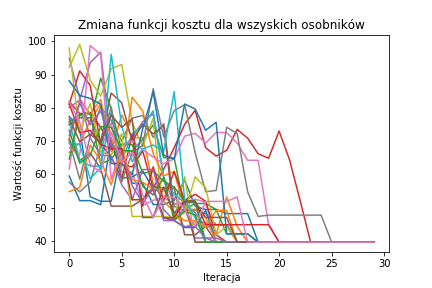 Zmiana funkcji kosztu dla wszyskich osobników
Wartość funkcji kosztu
100
90
80
70
60
50
40
0 5 10 15 20 25 30
Iteracja